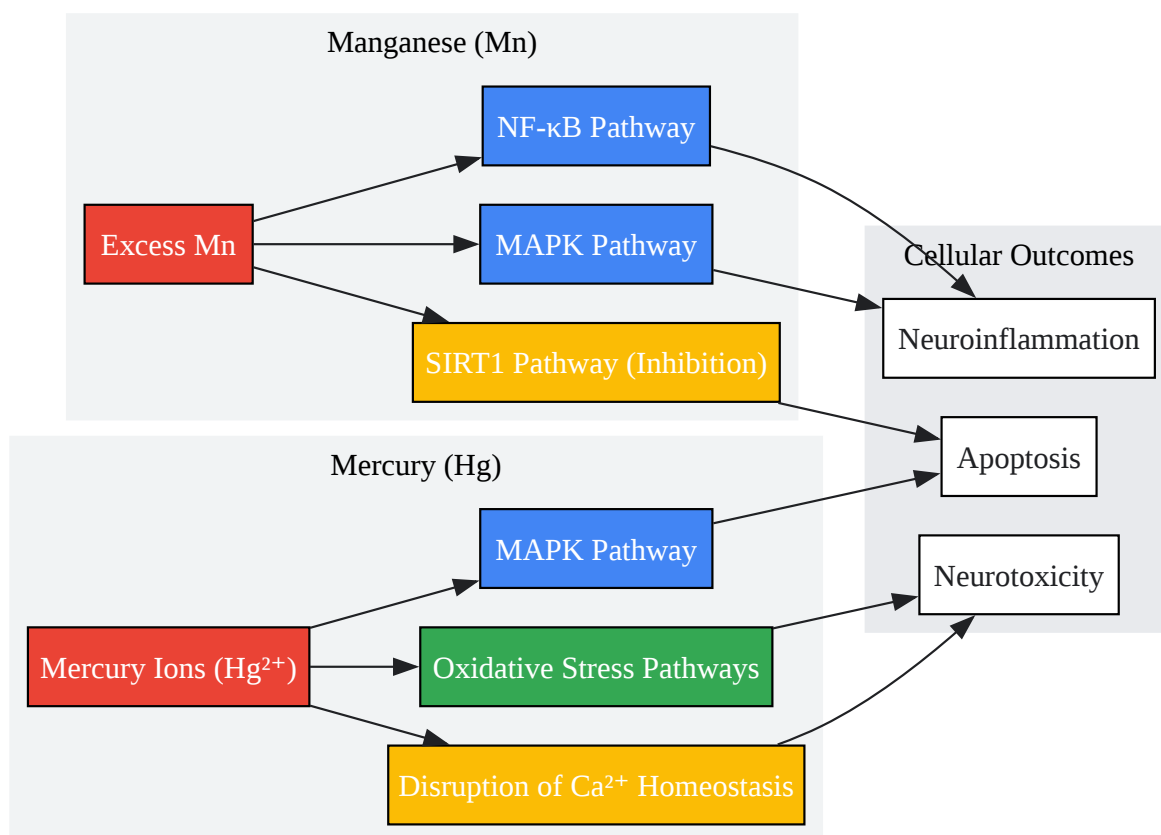 Manganese (Mn)
NF-κB Pathway
Excess Mn
MAPK Pathway
SIRT1 Pathway (Inhibition)
Mercury (Hg)
MAPK Pathway
Mercury Ions (Hg²⁺)
Oxidative Stress Pathways
Disruption of Ca²⁺ Homeostasis
Cellular Outcomes
Neuroinflammation
Apoptosis
Neurotoxicity